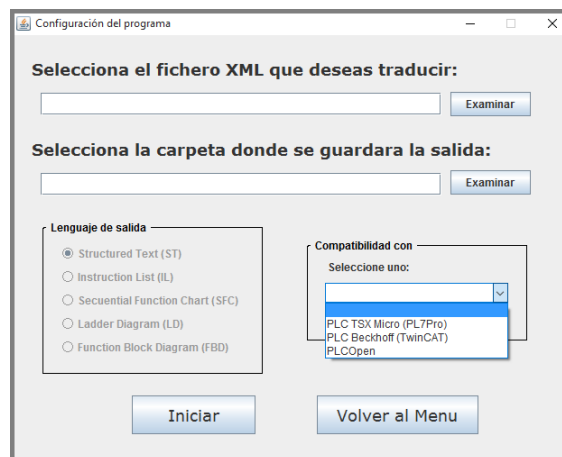 Configuración del programa
Selecciona el fichero XML que deseas traducir:
Examinar
Selecciona la carpeta donde se guardara la salida:
Examinar
Lenguaje de salida
Structured Text (ST)
Instruction List (IL)
Secuential Function Chart (SFC)
Ladder Diagram (LD)
Function Block Diagram (FBD)
Compatibilidad con
Seleccione uno:
PLC TSX Micro (PL7Pro)
PLC Beckhoff (TwinCAT)
PLCOpen
Iniciar
Volver al Menu